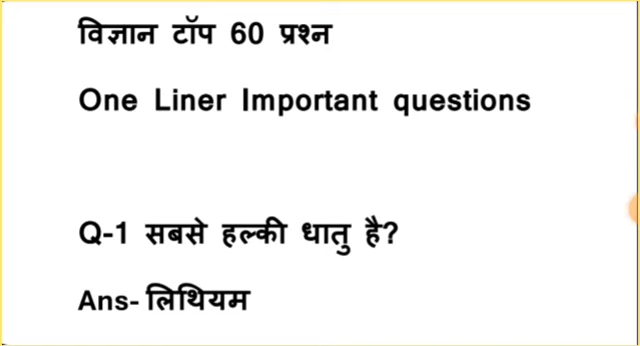 विज्ञान टॉप 60 प्रश्न
One Liner Important questions
Q-1 सबसे हल्की धातु है?
Ans- लिथियम